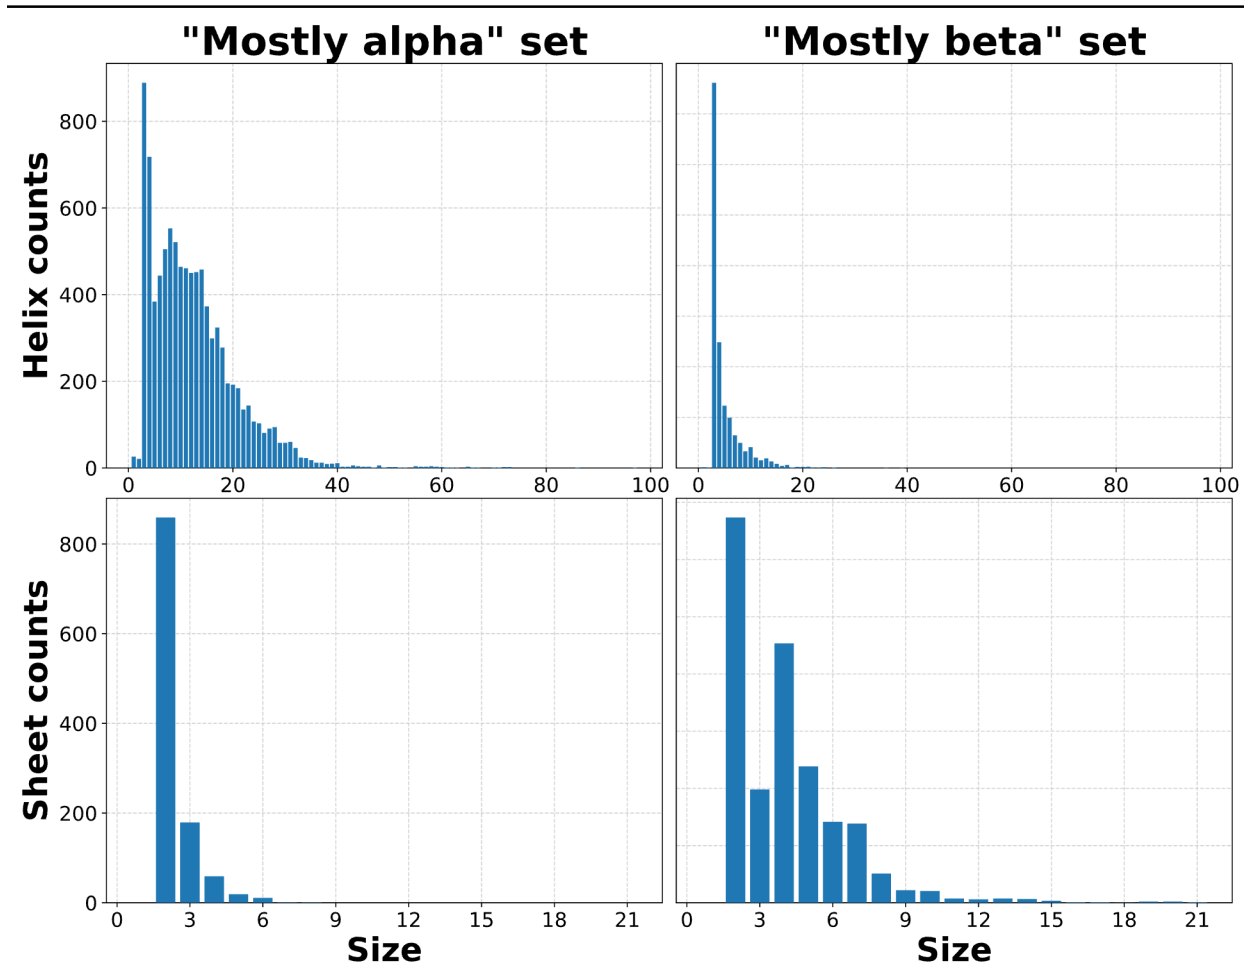 "Mostly alpha" set "Mostly beta" set
Helix counts
800
600
400
200
0
0 20 40 60 80 100 0 20 40 60 80 100
Sheet counts
800
600
400
200
0
0 3 6 9 12 15 18 21 0 3 6 9 12 15 18 21
Size Size